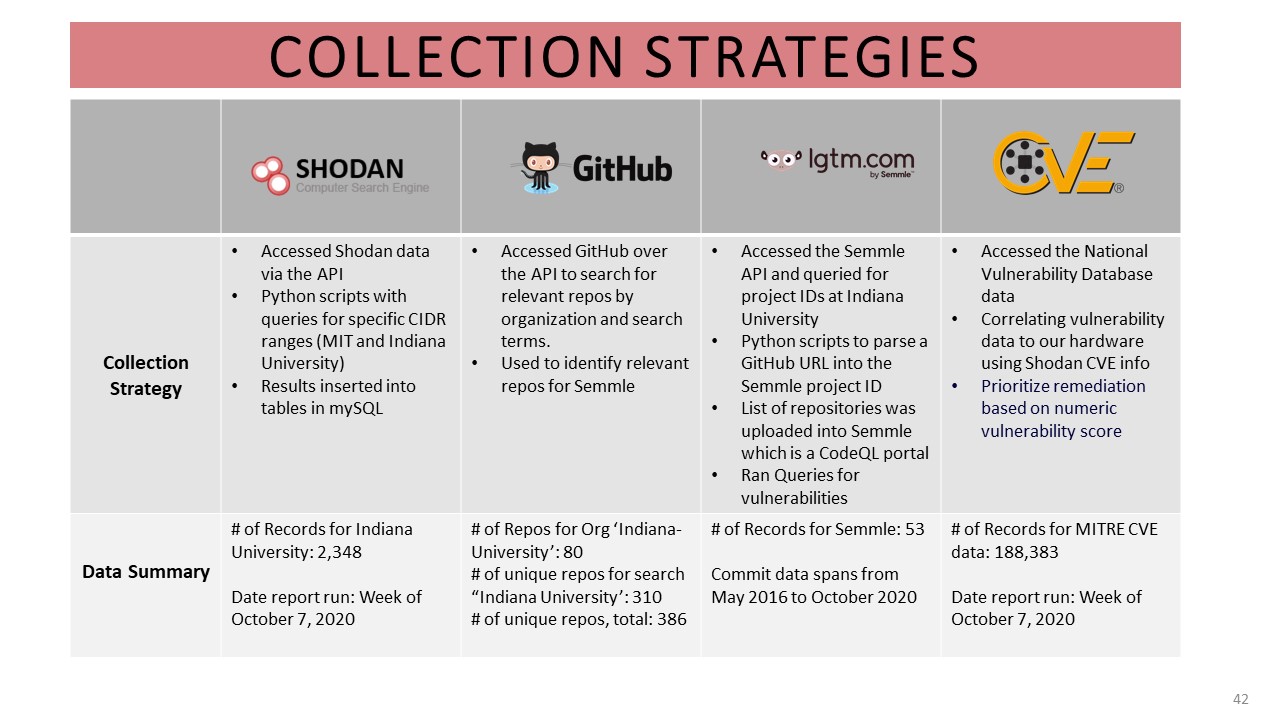 COLLECTION STRATEGIES
SHODAN
Computer Search Engine
GitHub
lgtm.com
by Semmle™
CVE®
Collection
Strategy
• Accessed Shodan data
via the API
• Python scripts with
queries for specific CIDR
ranges (MIT and Indiana
University)
• Results inserted into
tables in mySQL
• Accessed GitHub over
the API to search for
relevant repos by
organization and search
terms.
• Used to identify relevant
repos for Semmle
• Accessed the Semmle
API and queried for
project IDs at Indiana
University
• Python scripts to parse a
GitHub URL into the
Semmle project ID
• List of repositories was
uploaded into Semmle
which is a CodeQL portal
• Ran Queries for
vulnerabilities
• Accessed the National
Vulnerability Database
data
• Correlating vulnerability
data to our hardware
using Shodan CVE info
• Prioritize remediation
based on numeric
vulnerability score
Data Summary
# of Records for Indiana
University: 2,348
Date report run: Week of
October 7, 2020
# of Repos for Org ‘Indiana-
University’: 80
# of unique repos for search
“Indiana University’: 310
# of unique repos, total: 386
# of Records for Semmle: 53
Commit data spans from
May 2016 to October 2020
# of Records for MITRE CVE
data: 188,383
Date report run: Week of
October 7, 2020
42